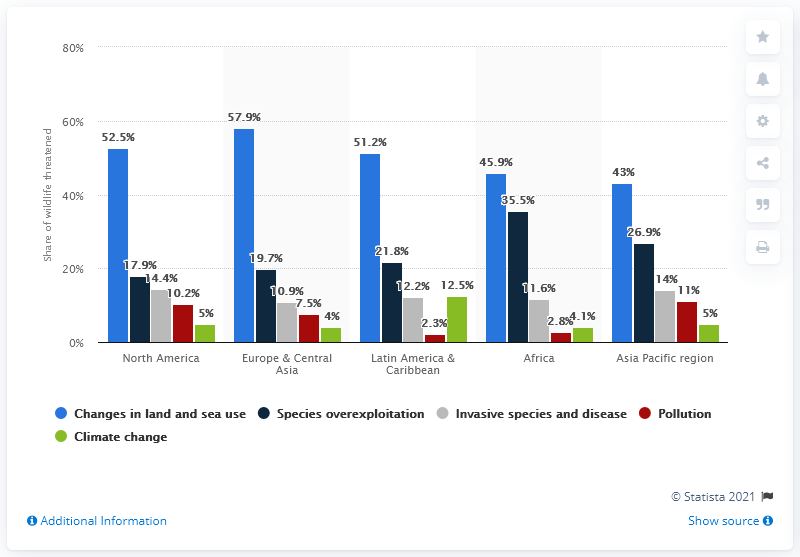 80%
60%
40%
20%
0%
Share of wildlife threatened
52.5%
17.9%
14.4%
10.2%
5%
57.9%
19.7%
10.9%
7.5%
4%
51.2%
21.8%
12.2%
2.3%
12.5%
45.9%
35.5%
11.6%
2.8%
4.1%
43%
26.9%
14%
11%
5%
North America
Europe & Central
Asia
Latin America &
Caribbean
Africa
Asia Pacific region
Changes in land and sea use Species overexploitation Invasive species and disease Pollution
Climate change
© Statista 2021
Additional Information Show source